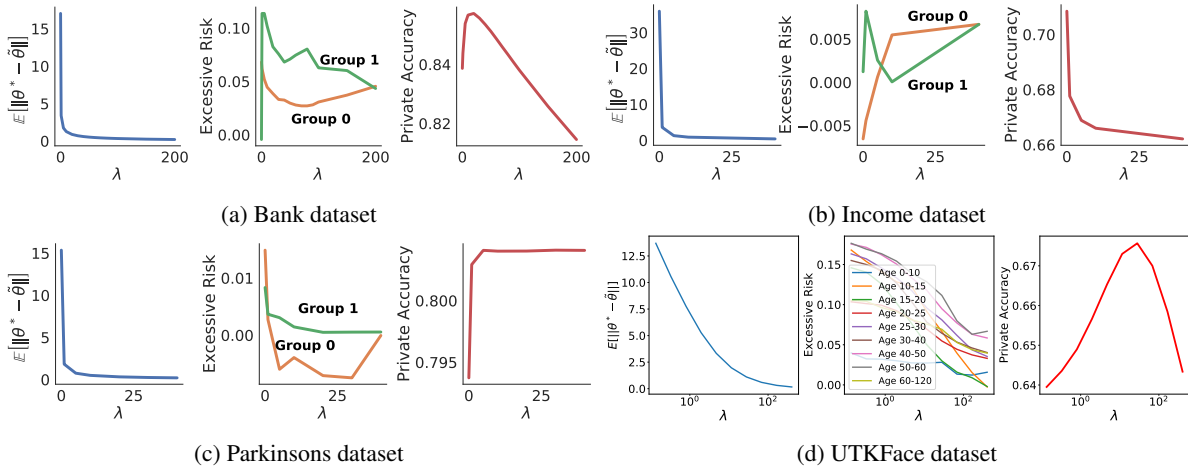 𝔼[‖θ* − θ̃‖]
15
10
5
0
0
200
λ
Excessive Risk
0.10
0.05
0.00
Group 1
Group 0
0
200
λ
Private Accuracy
0.84
0.82
0
200
λ
(a) Bank dataset
𝔼[‖θ* − θ̃‖]
30
20
10
0
0
25
λ
Excessive Risk
0.005
0.000
−0.005
Group 0
Group 1
0
25
λ
Private Accuracy
0.70
0.68
0.66
0
25
λ
(b) Income dataset
𝔼[‖θ* − θ̃‖]
15
10
5
0
0
25
λ
Excessive Risk
0.01
0.00
Group 1
Group 0
0
25
λ
Private Accuracy
0.800
0.795
0
25
λ
(c) Parkinsons dataset
E[||θ* − θ̃||]
12.5
10.0
7.5
5.0
2.5
0.0
10⁰
10²
λ
Excessive Risk
0.15
0.10
0.05
0.00
Age 0-10
Age 10-15
Age 15-20
Age 20-25
Age 25-30
Age 30-40
Age 40-50
Age 50-60
Age 60-120
10⁰
10²
λ
Private Accuracy
0.67
0.66
0.65
0.64
10⁰
10²
λ
(d) UTKFace dataset